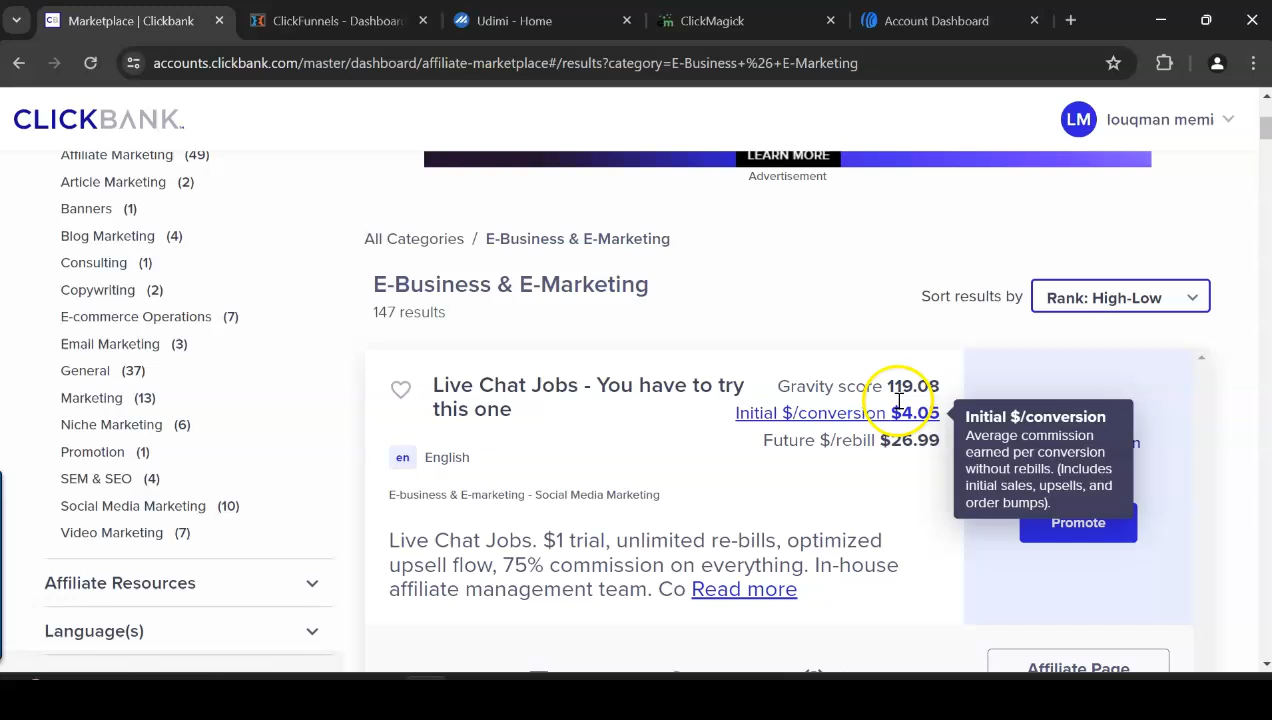 Marketplace | Clickbank
ClickFunnels - Dashboard
Udimi - Home
ClickMagick
Account Dashboard
accounts.clickbank.com/master/dashboard/affiliate-marketplace#/results?category=E-Business+%26+E-Marketing
CLICKBANK
LM louqman memi
LEARN MORE
Advertisement
Affiliate Marketing (49)
Article Marketing (2)
Banners (1)
Blog Marketing (4)
Consulting (1)
Copywriting (2)
E-commerce Operations (7)
Email Marketing (3)
General (37)
Marketing (13)
Niche Marketing (6)
Promotion (1)
SEM & SEO (4)
Social Media Marketing (10)
Video Marketing (7)
Affiliate Resources
Language(s)
All Categories / E-Business & E-Marketing
E-Business & E-Marketing
147 results
Sort results by Rank: High-Low
Live Chat Jobs - You have to try
this one
Gravity score 119.08
Initial $/conversion $4.05
Future $/rebill $26.99
en English
E-business & E-marketing - Social Media Marketing
Live Chat Jobs. $1 trial, unlimited re-bills, optimized
upsell flow, 75% commission on everything. In-house
affiliate management team. Co Read more
Initial $/conversion
Average commission
earned per conversion
without rebills. (Includes
initial sales, upsells, and
order bumps).
Promote
Affiliate Page